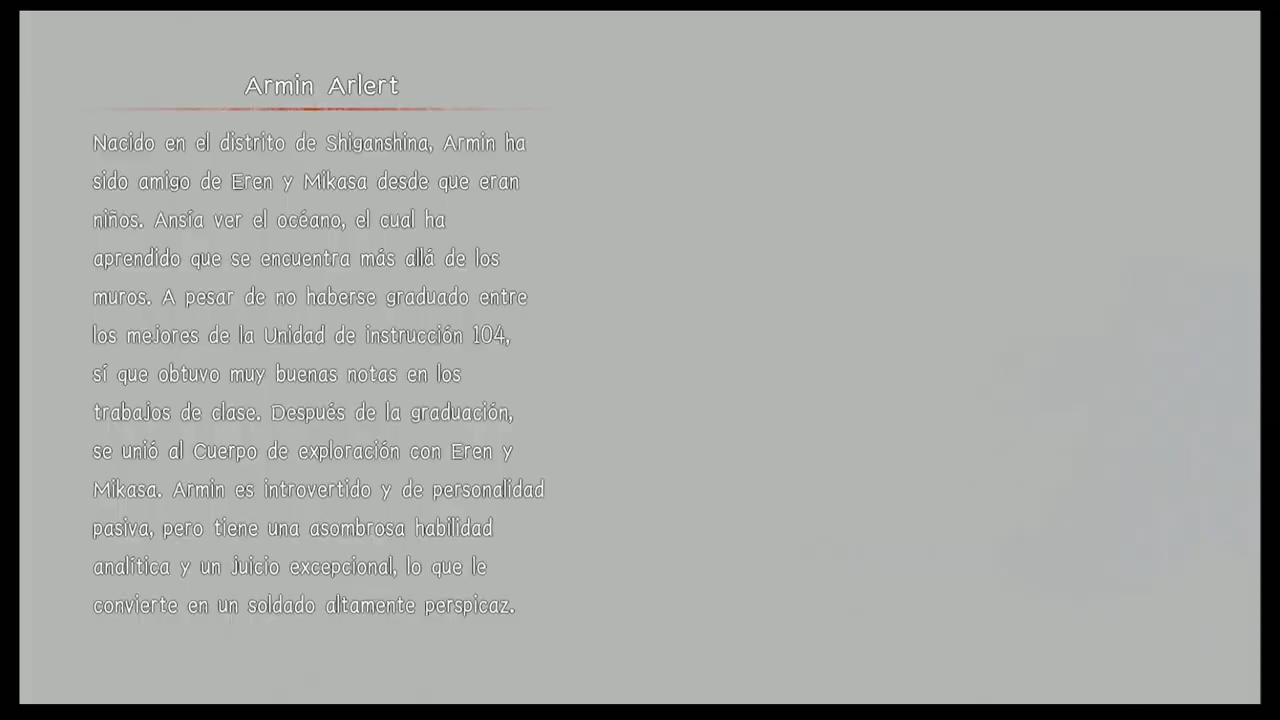 Armin Arlert
Nacido en el distrito de Shiganshina, Armin ha
sido amigo de Eren y Mikasa desde que eran
niños. Ansía ver el océano, el cual ha
aprendido que se encuentra más allá de los
muros. A pesar de no haberse graduado entre
los mejores de la Unidad de instrucción 104,
sí que obtuvo muy buenas notas en los
trabajos de clase. Después de la graduación,
se unió al Cuerpo de exploración con Eren y
Mikasa. Armin es introvertido y de personalidad
pasiva, pero tiene una asombrosa habilidad
analítica y un juicio excepcional, lo que le
convierte en un soldado altamente perspicaz.